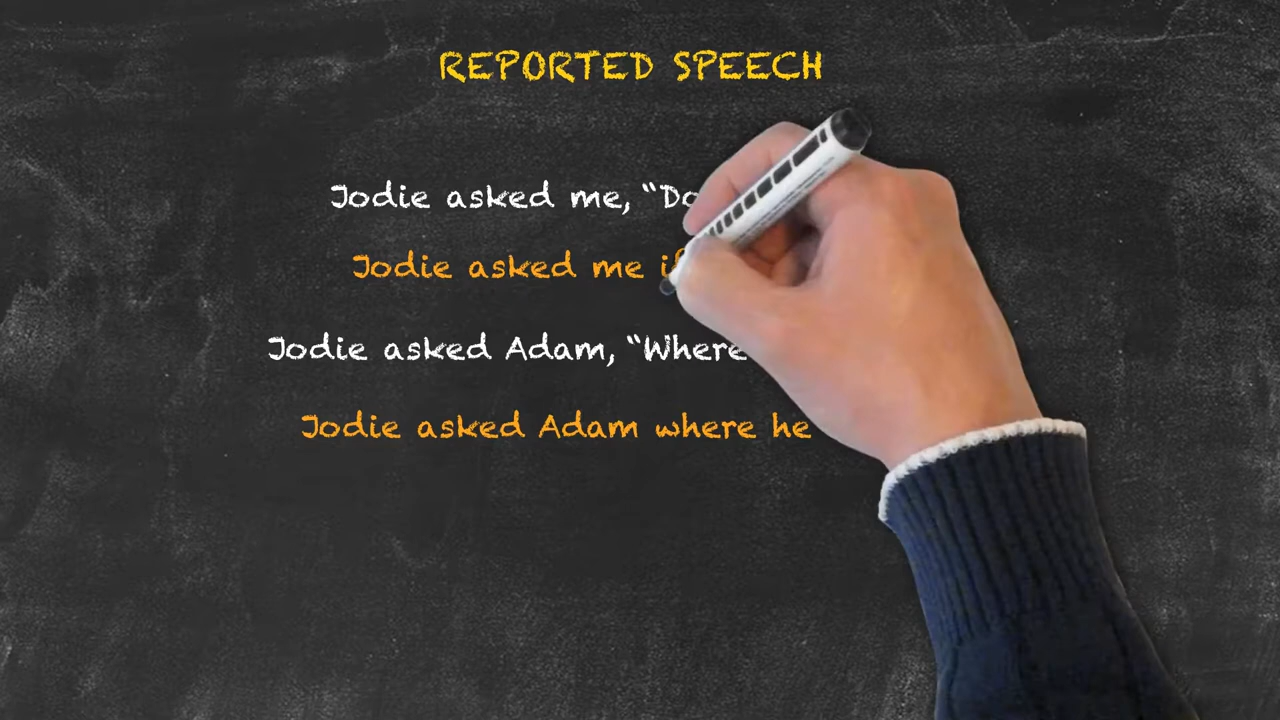 REPORTED SPEECH
Jodie asked me, “Do
Jodie asked me if
Jodie asked Adam, “Where
Jodie asked Adam where he